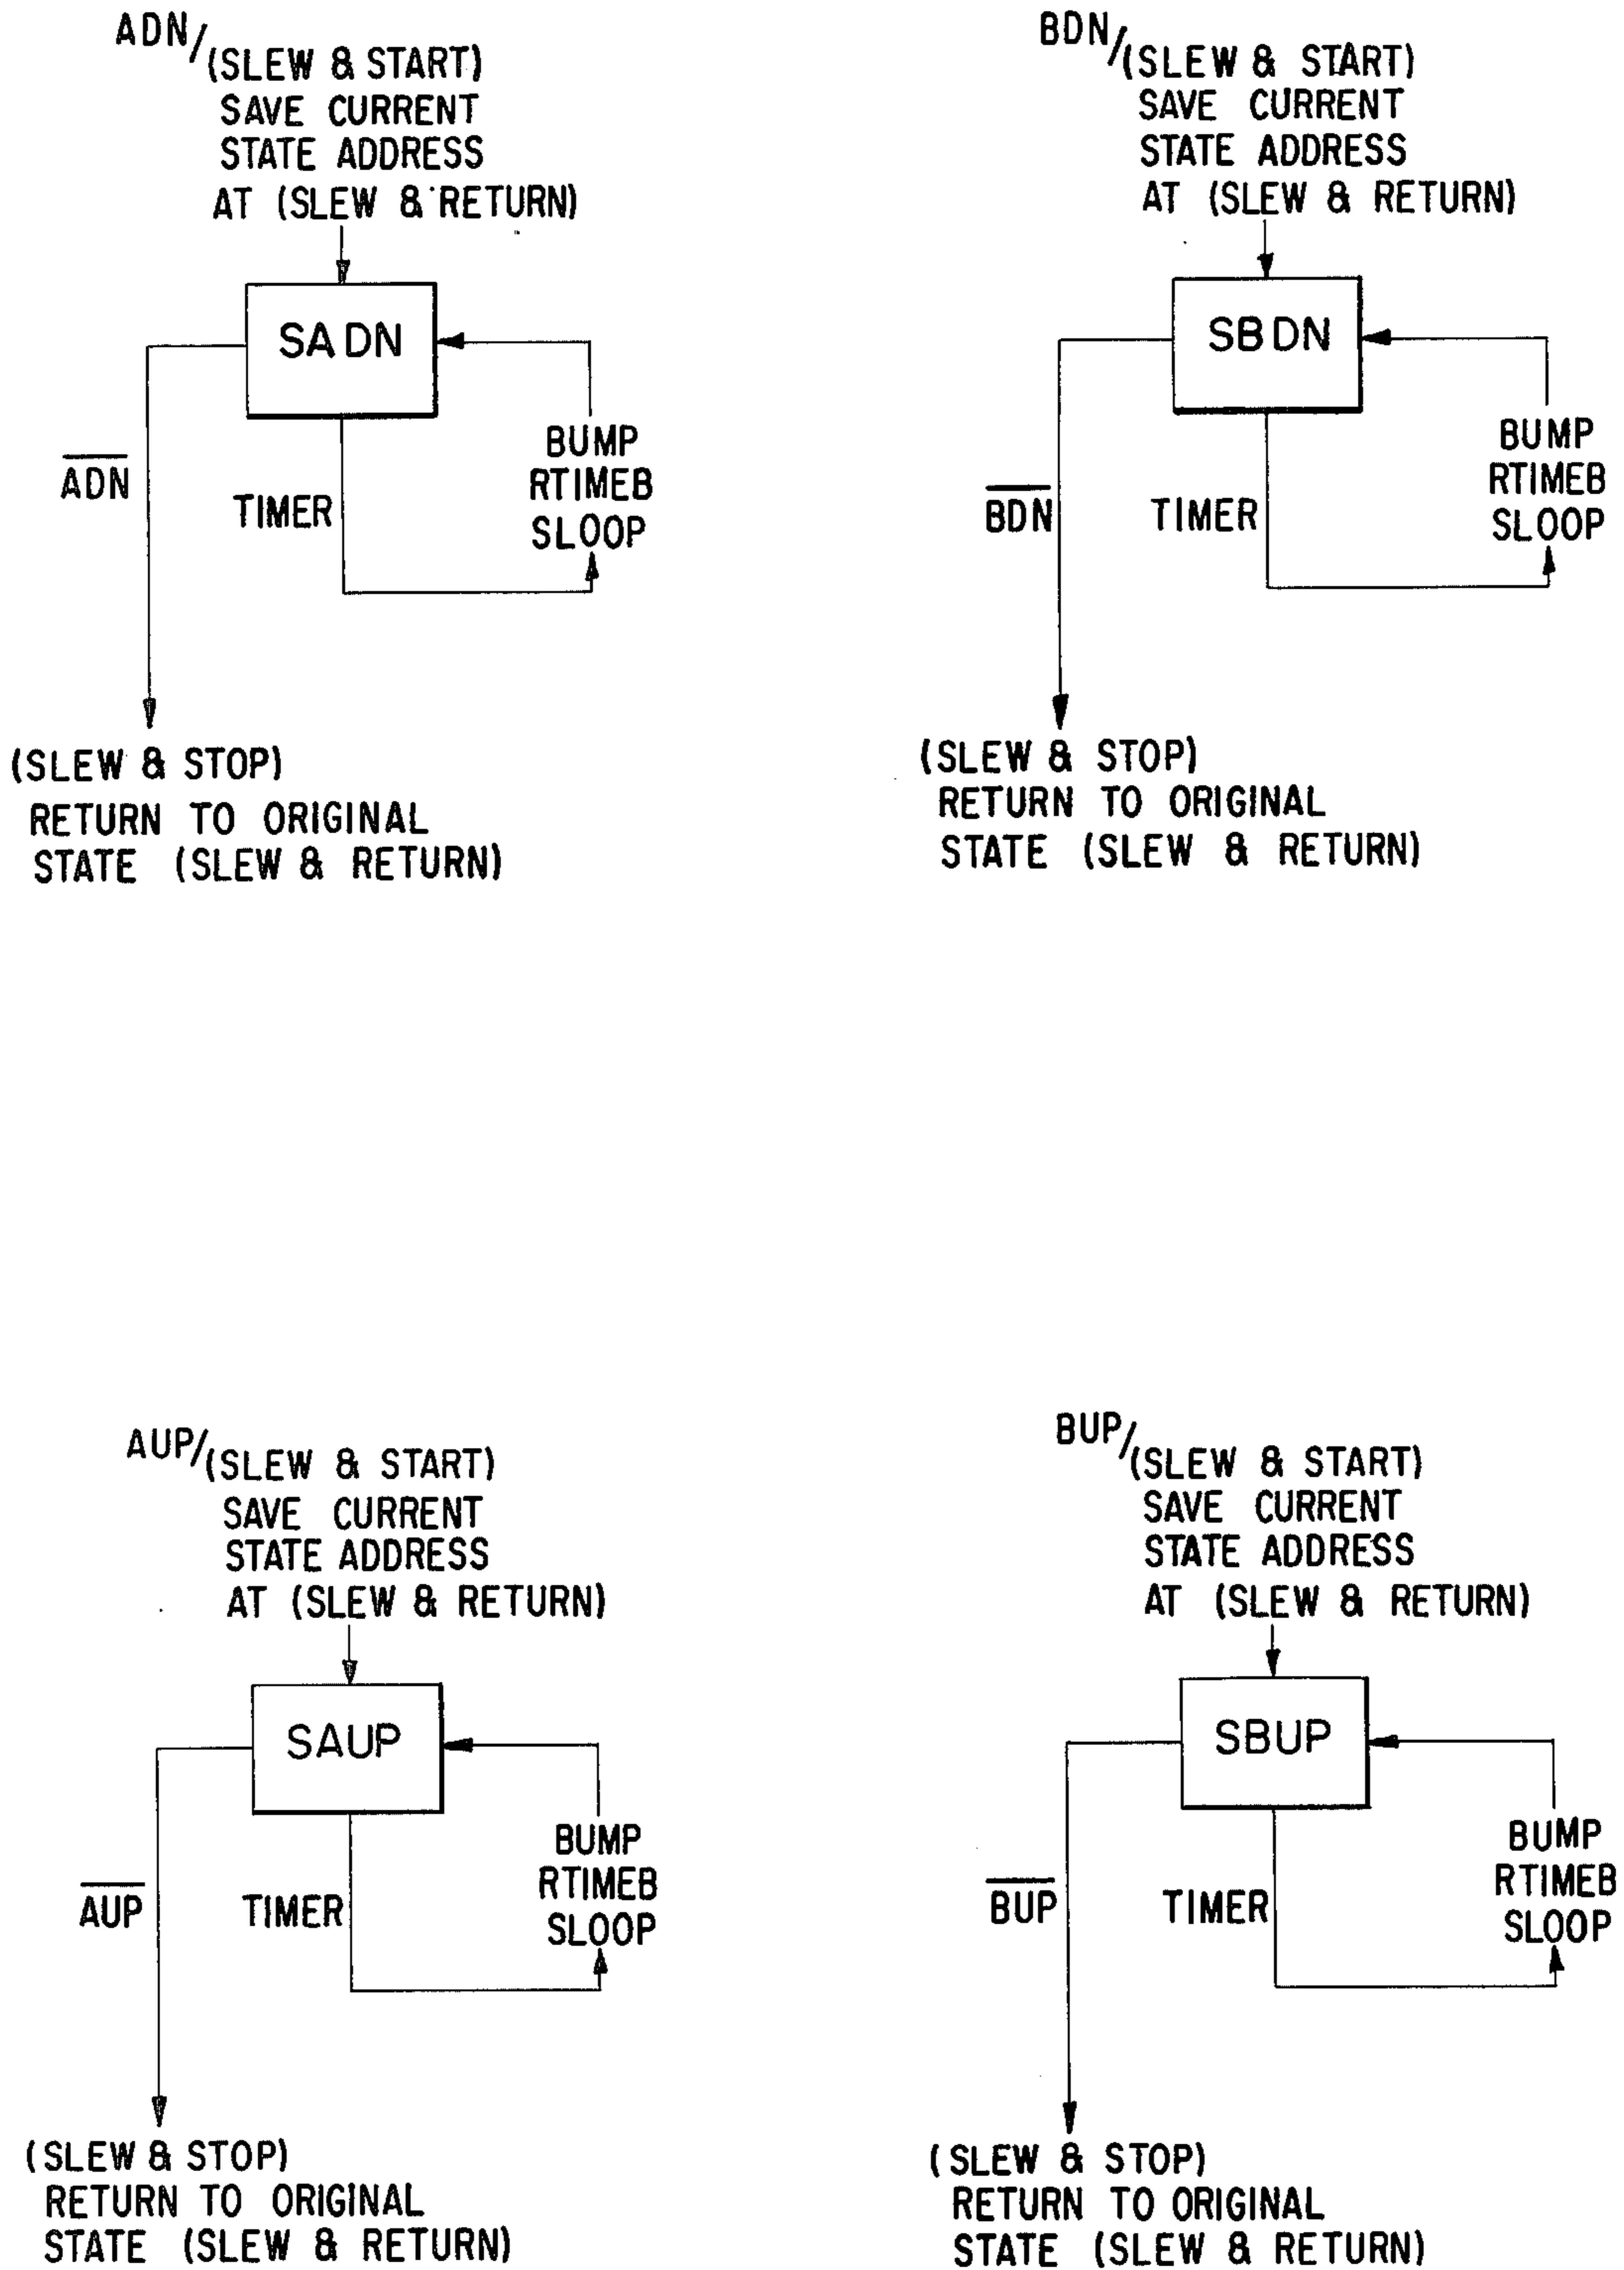 ADN/(SLEW & START)
SAVE CURRENT
STATE ADDRESS
AT (SLEW & RETURN)
SADN
ADN
TIMER
BUMP
RTIMEB
SLOOP
(SLEW & STOP)
RETURN TO ORIGINAL
STATE (SLEW & RETURN)
BDN/(SLEW & START)
SAVE CURRENT
STATE ADDRESS
AT (SLEW & RETURN)
SBDN
BDN
TIMER
BUMP
RTIMEB
SLOOP
(SLEW & STOP)
RETURN TO ORIGINAL
STATE (SLEW & RETURN)
AUP/(SLEW & START)
SAVE CURRENT
STATE ADDRESS
AT (SLEW & RETURN)
SAUP
AUP
TIMER
BUMP
RTIMEB
SLOOP
(SLEW & STOP)
RETURN TO ORIGINAL
STATE (SLEW & RETURN)
BUP/(SLEW & START)
SAVE CURRENT
STATE ADDRESS
AT (SLEW & RETURN)
SBUP
BUP
TIMER
BUMP
RTIMEB
SLOOP
(SLEW & STOP)
RETURN TO ORIGINAL
STATE (SLEW & RETURN)